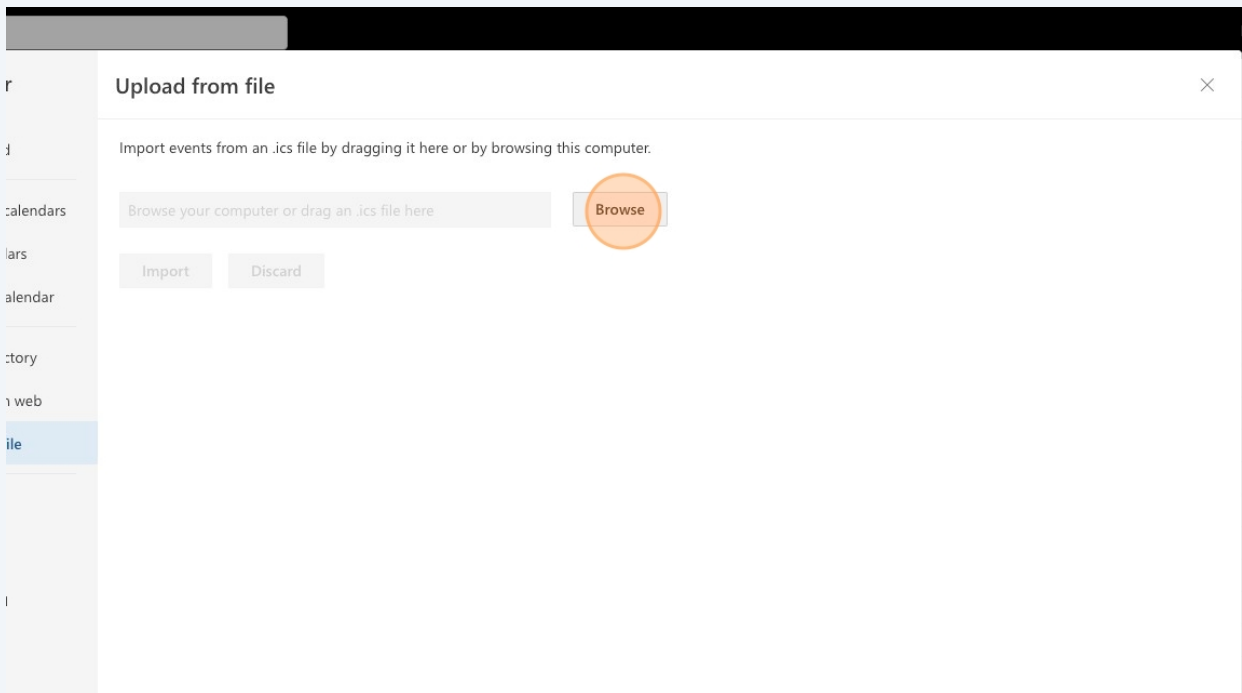 r
Upload from file
d
Import events from an .ics file by dragging it here or by browsing this computer.
calendars
Browse your computer or drag an .ics file here
Browse
lars
Import
Discard
alendar
ctory
n web
ile